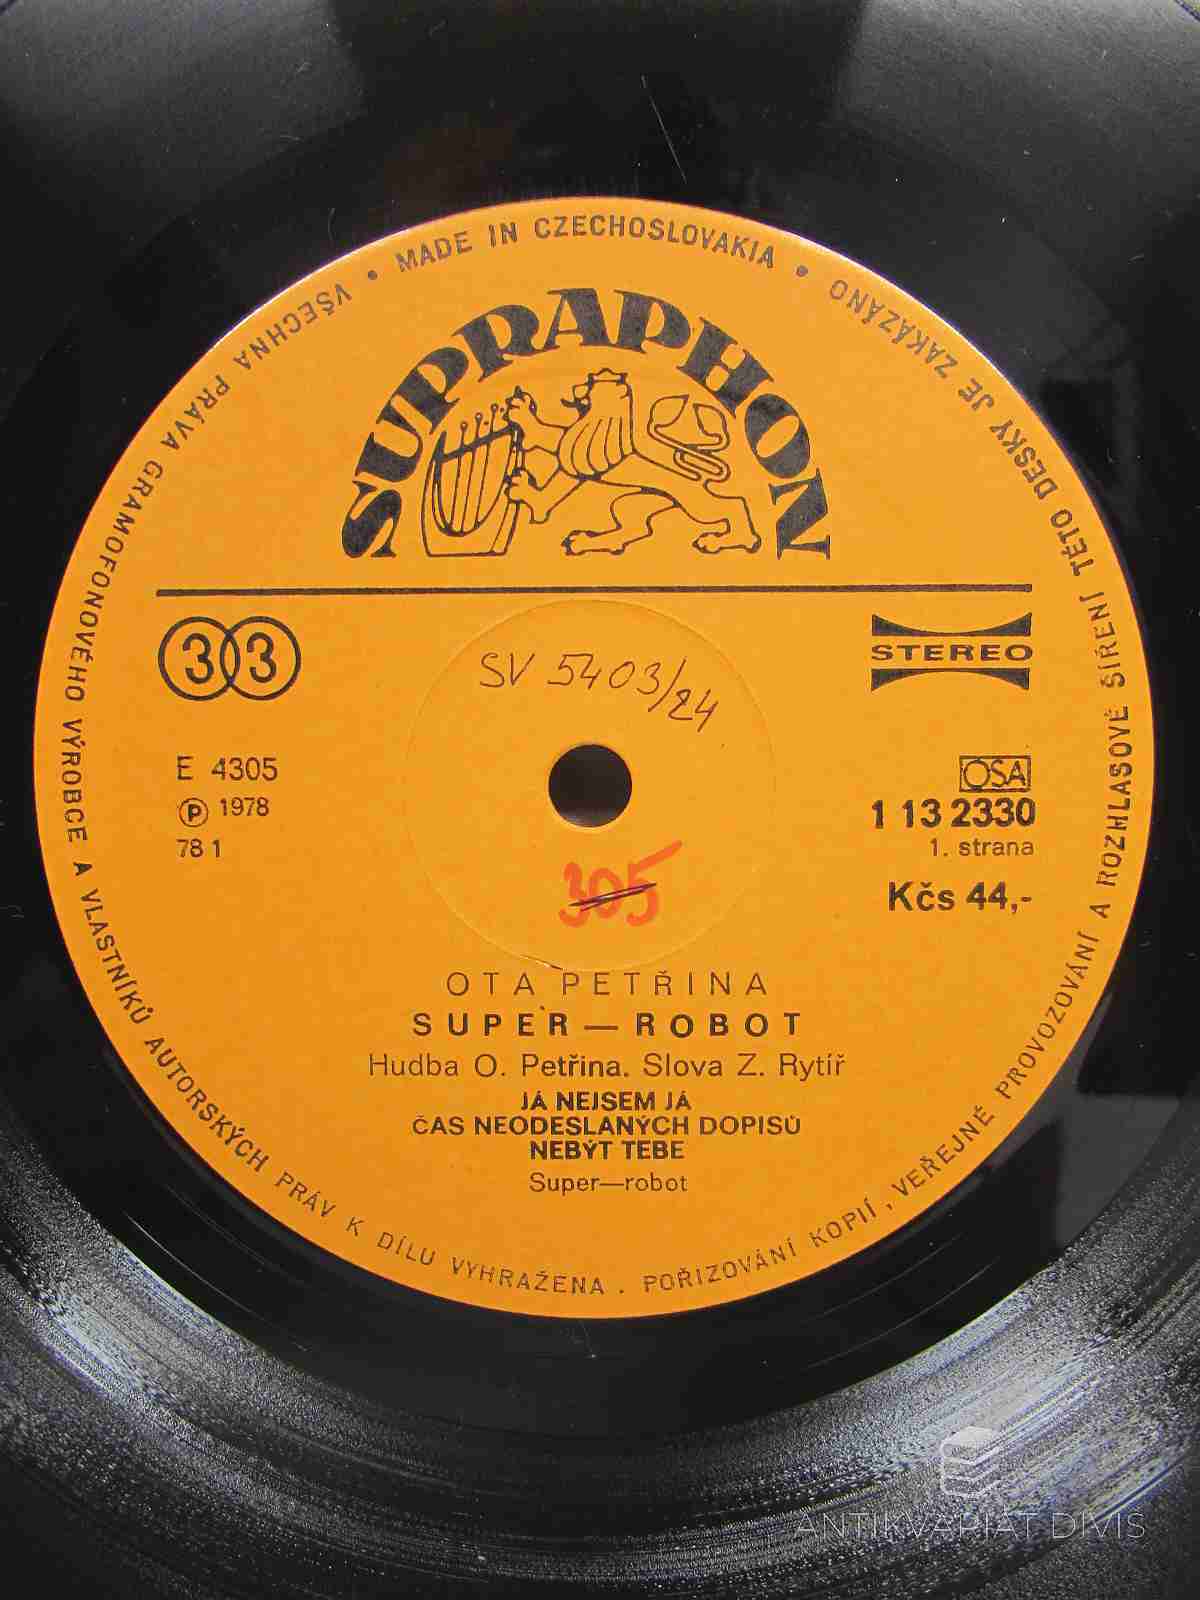 • MADE IN CZECHOSLOVAKIA •
VŠECHNA PRÁVA GRAMOFONOVÉHO VÝROBCE A VLASTNÍKŮ AUTORSKÝCH PRÁV K DÍLU VYHRAŽENA . POŘIZOVÁNÍ KOPIÍ , VEŘEJNÉ PROVOZOVÁNÍ A ROZHLASOVÉ ŠÍŘENÍ TÉTO DESKY JE ZAKÁZÁNO
SUPRAPHON
33
STEREO
SV 5403/24
E 4305
Ⓟ 1978
78 1
OSA
1 13 2330
1. strana
Kčs 44,-
305
OTA PETŘINA
SUPER — ROBOT
Hudba O. Petřina. Slova Z. Rytíř
JÁ NEJSEM JÁ
ČAS NEODESLANÝCH DOPISŮ
NEBÝT TEBE
Super—robot
ANTIKVARIÁT DIVIŠ